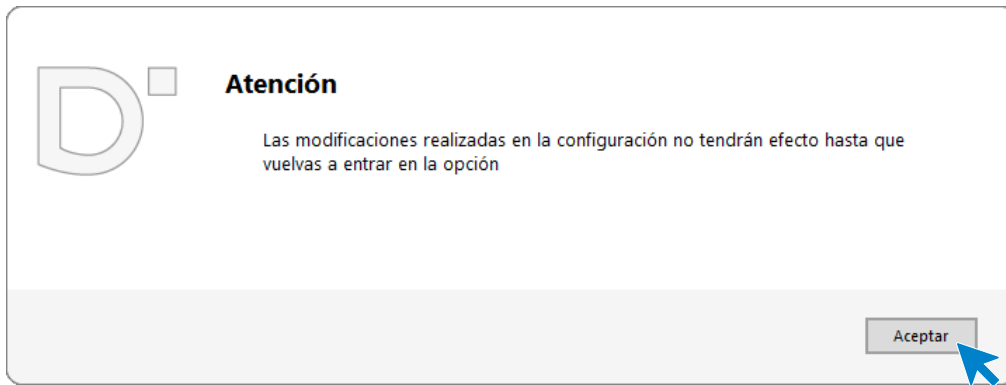 Atención
Las modificaciones realizadas en la configuración no tendrán efecto hasta que
vuelvas a entrar en la opción
Aceptar